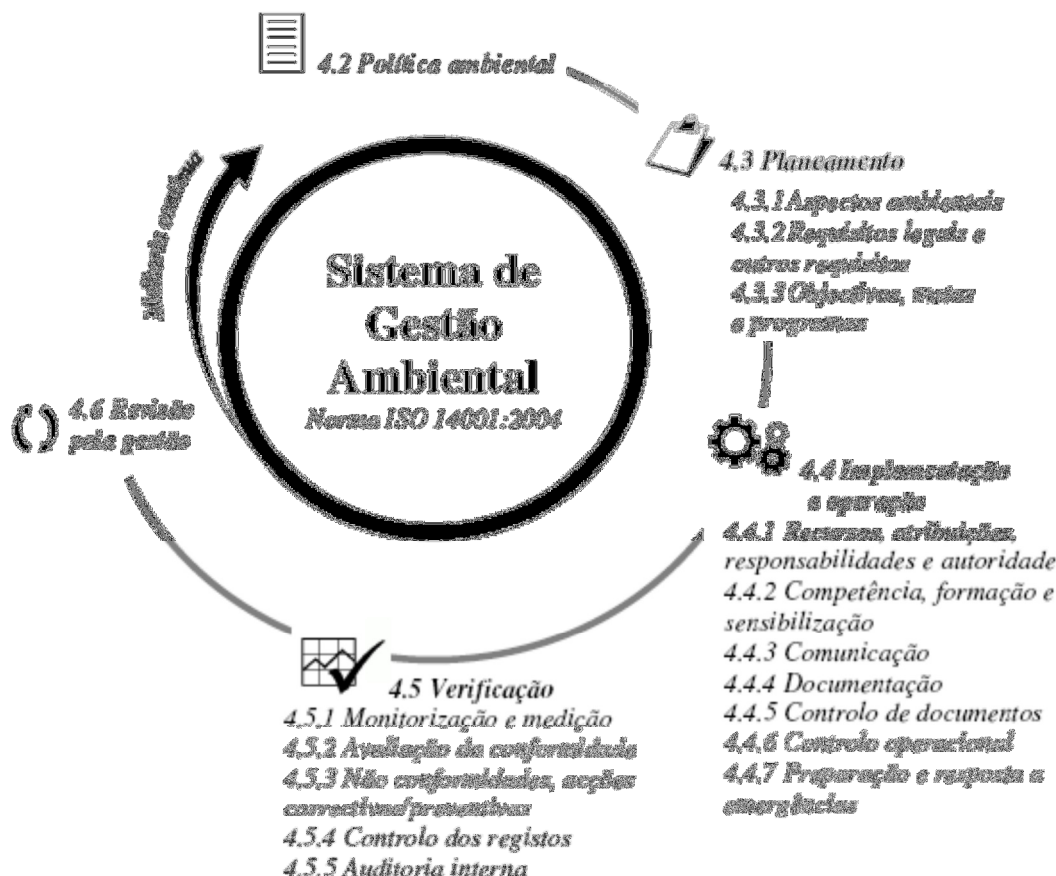 4.2 Política ambiental
4.3 Planeamento
4.3.1 Aspectos ambientais
4.3.2 Requisitos legais e
outros requisitos
4.3.3 Objectivos, metas
e programas
Melhoria contínua
Sistema de
Gestão
Ambiental
Norma ISO 14001:2004
4.6 Revisão
pela gestão
4.4 Implementação
e operação
4.4.1 Recursos, atribuições,
responsabilidades e autoridade
4.4.2 Competência, formação e
sensibilização
4.4.3 Comunicação
4.4.4 Documentação
4.4.5 Controlo de documentos
4.4.6 Controlo operacional
4.4.7 Preparação e resposta a
emergências
4.5 Verificação
4.5.1 Monitorização e medição
4.5.2 Avaliação da conformidade
4.5.3 Não conformidades, acções
correctivas/preventivas
4.5.4 Controlo dos registos
4.5.5 Auditoria interna